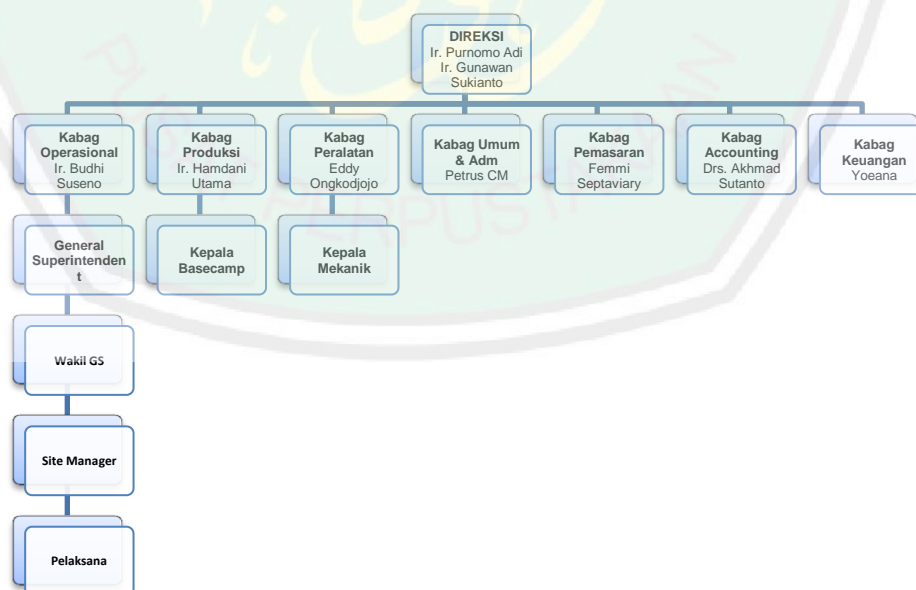 DIREKSI
Ir. Purnomo Adi
Ir. Gunawan
Sukianto
Kabag
Operasional
Ir. Budhi
Suseno
Kabag
Produksi
Ir. Hamdani
Utama
Kabag
Peralatan
Eddy
Ongkodjojo
Kabag Umum
& Adm
Petrus CM
Kabag
Pemasaran
Femmi
Septaviary
Kabag
Accounting
Drs. Akhmad
Sutanto
Kabag
Keuangan
Yoeana
General
Superintenden
t
Kepala
Basecamp
Kepala
Mekanik
Wakil GS
Site Manager
Pelaksana